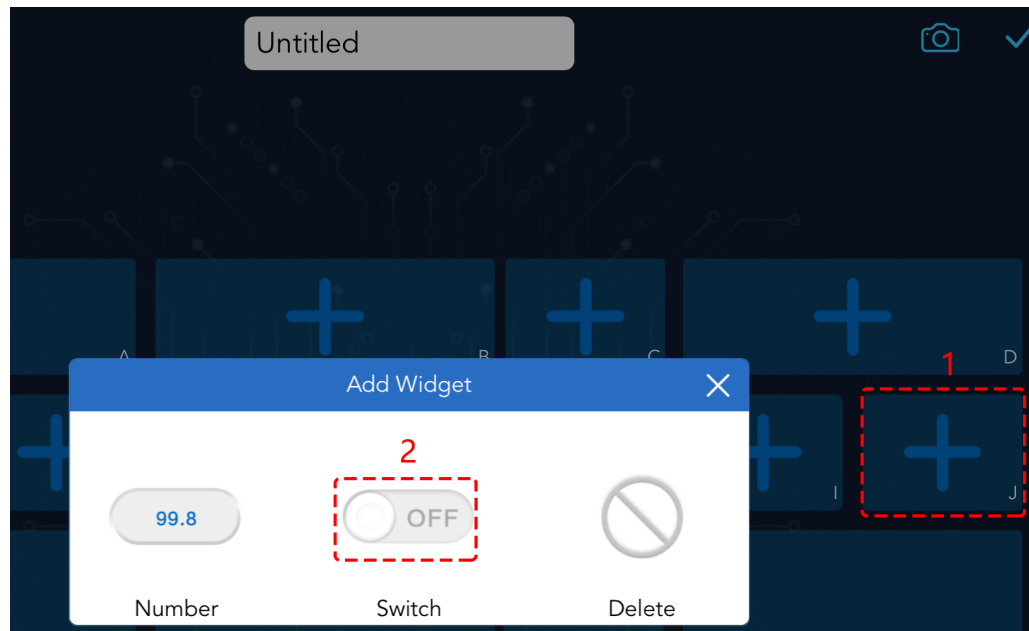 Untitled
A
B
C
D
1
Add Widget
2
I
J
99.8
OFF
Number
Switch
Delete